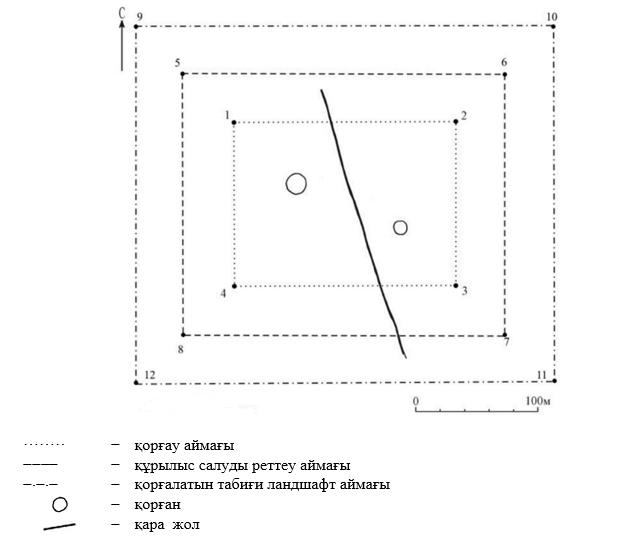 С
9
10
5
6
1
2
4
3
8
7
12
11
0
100м
– қорғау аймағы
– құрылыс салуды реттеу аймағы
– қорғалатын табиғи ландшафт аймағы
– қорған
– қара жол